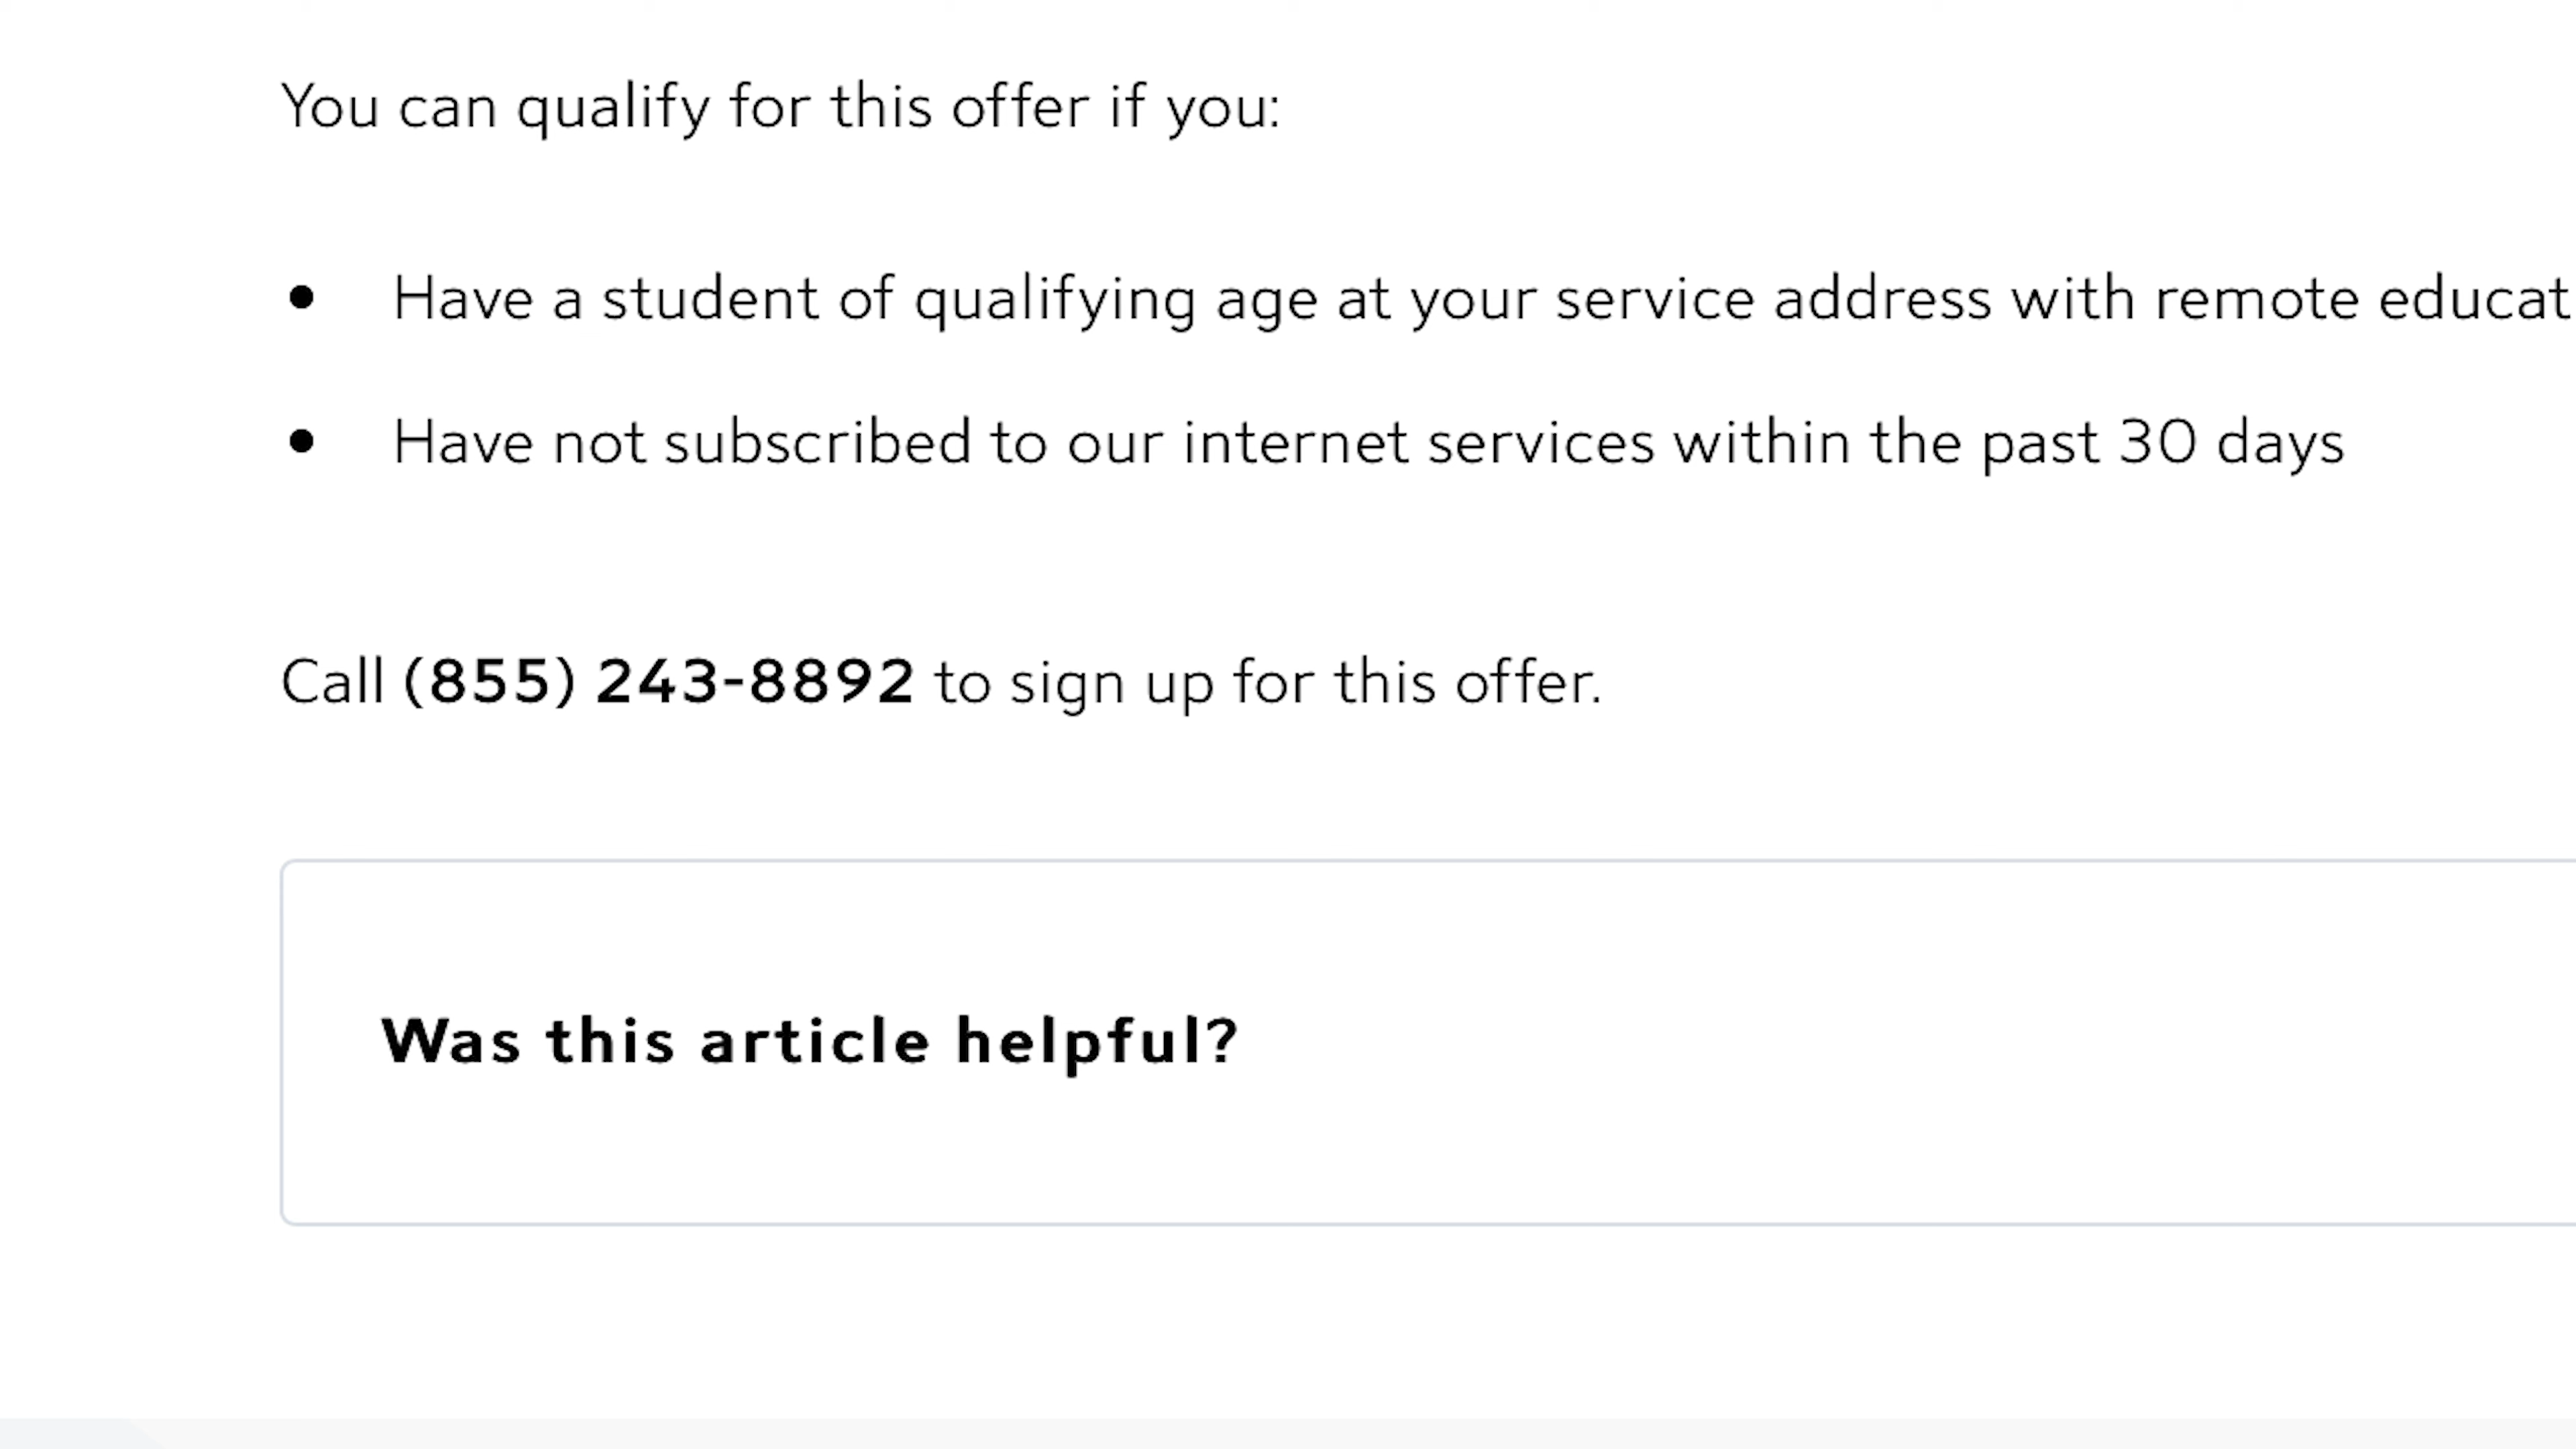 You can qualify for this offer if you:
• Have a student of qualifying age at your service address with remote educat
• Have not subscribed to our internet services within the past 30 days
Call (855) 243-8892 to sign up for this offer.
Was this article helpful?